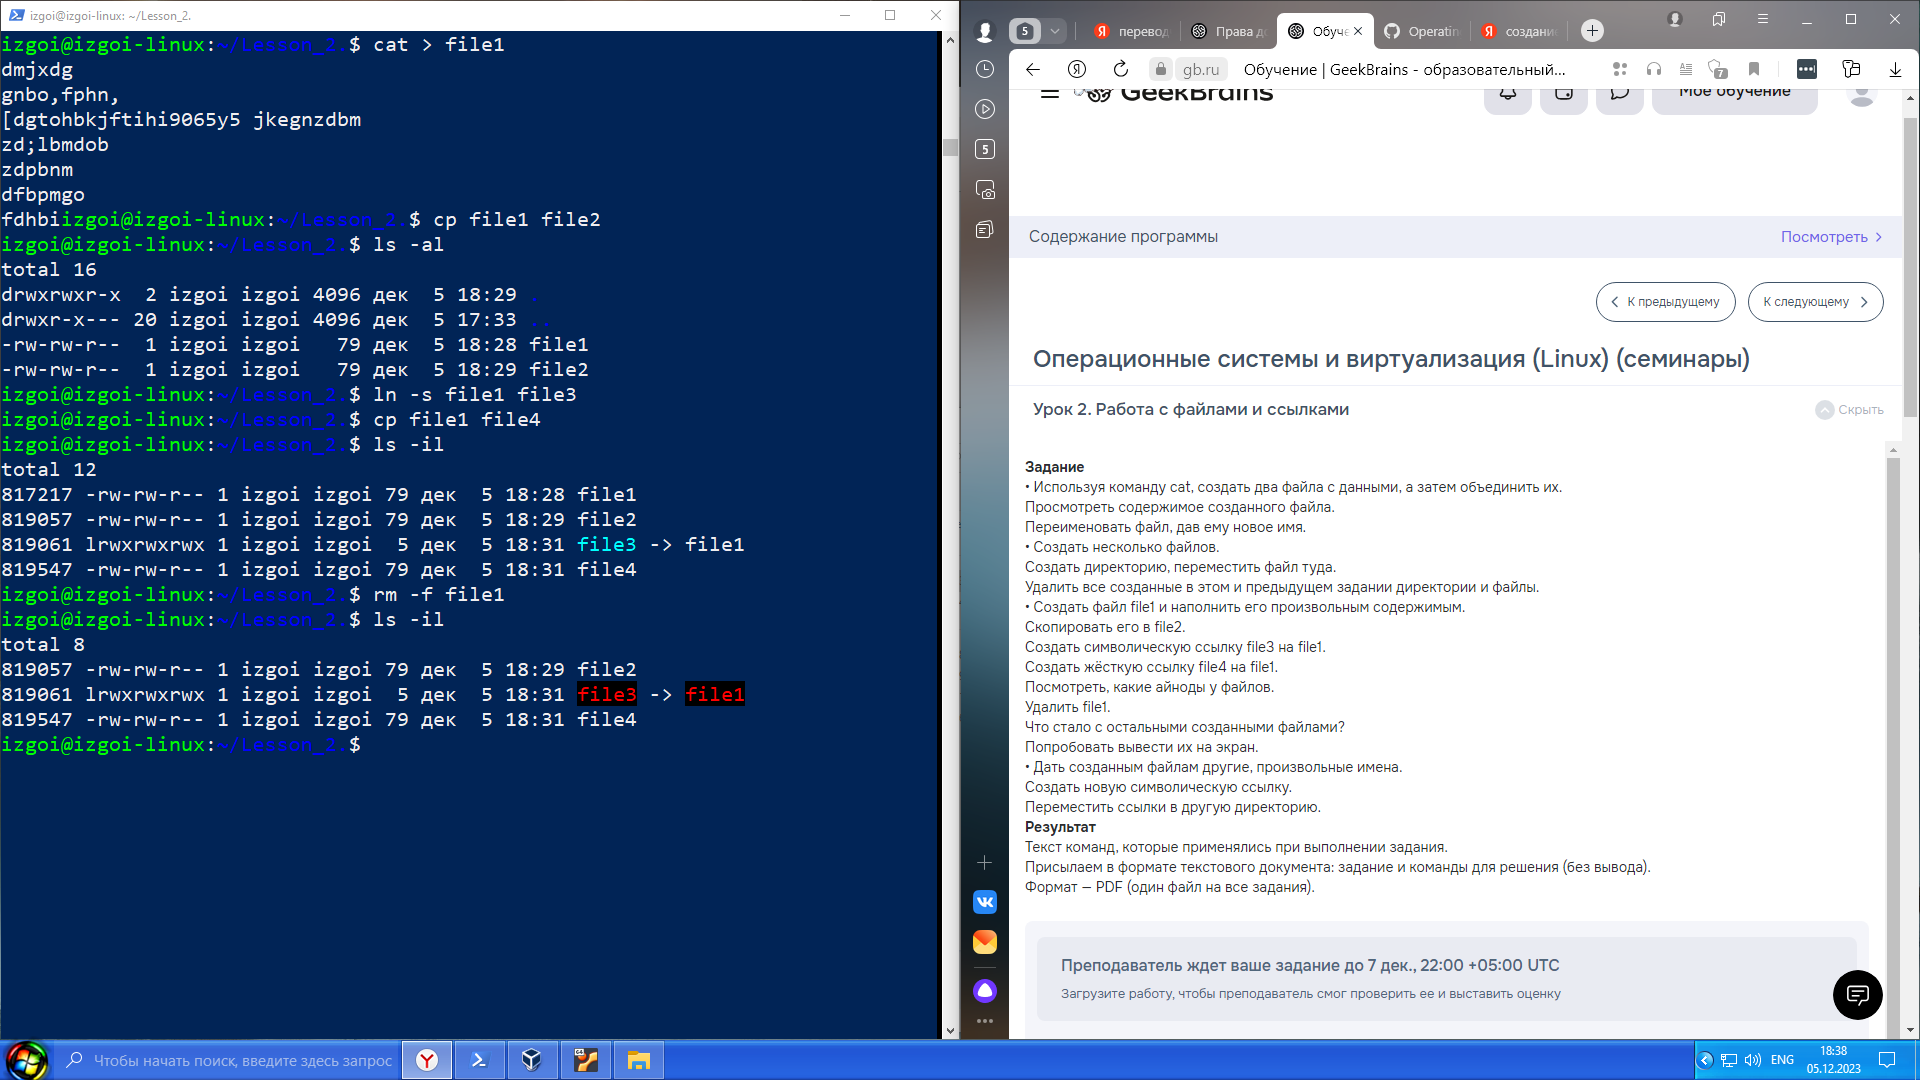 izgoi@izgoi-linux: ~/Lesson_2.
izgoi@izgoi-linux:~/Lesson_2.$ cat > file1
dmjxdg
gnbo,fphn,
[dgtohbkjftihi9065y5 jkegnzdbm
zd;lbmdob
zdpbnm
dfbpmgo
fdhbiizgoi@izgoi-linux:~/Lesson_2.$ cp file1 file2
izgoi@izgoi-linux:~/Lesson_2.$ ls -al
total 16
drwxrwxr-x  2 izgoi izgoi 4096 дек  5 18:29 .
drwxr-x--- 20 izgoi izgoi 4096 дек  5 17:33 ..
-rw-rw-r--  1 izgoi izgoi   79 дек  5 18:28 file1
-rw-rw-r--  1 izgoi izgoi   79 дек  5 18:29 file2
izgoi@izgoi-linux:~/Lesson_2.$ ln -s file1 file3
izgoi@izgoi-linux:~/Lesson_2.$ cp file1 file4
izgoi@izgoi-linux:~/Lesson_2.$ ls -il
total 12
817217 -rw-rw-r-- 1 izgoi izgoi 79 дек  5 18:28 file1
819057 -rw-rw-r-- 1 izgoi izgoi 79 дек  5 18:29 file2
819061 lrwxrwxrwx 1 izgoi izgoi  5 дек  5 18:31 file3 -> file1
819547 -rw-rw-r-- 1 izgoi izgoi 79 дек  5 18:31 file4
izgoi@izgoi-linux:~/Lesson_2.$ rm -f file1
izgoi@izgoi-linux:~/Lesson_2.$ ls -il
total 8
819057 -rw-rw-r-- 1 izgoi izgoi 79 дек  5 18:29 file2
819061 lrwxrwxrwx 1 izgoi izgoi  5 дек  5 18:31 file3 -> file1
819547 -rw-rw-r-- 1 izgoi izgoi 79 дек  5 18:31 file4
izgoi@izgoi-linux:~/Lesson_2.$
5 перевод Права до Обуче Operatin создани
gb.ru Обучение | GeekBrains - образовательный... 7
5
GeekBrains Мое обучение
Содержание программы Посмотреть
К предыдущему К следующему
Операционные системы и виртуализация (Linux) (семинары)
Урок 2. Работа с файлами и ссылками Скрыть
Задание
• Используя команду cat, создать два файла с данными, а затем объединить их.
Просмотреть содержимое созданного файла.
Переименовать файл, дав ему новое имя.
• Создать несколько файлов.
Создать директорию, переместить файл туда.
Удалить все созданные в этом и предыдущем задании директории и файлы.
• Создать файл file1 и наполнить его произвольным содержимым.
Скопировать его в file2.
Создать символическую ссылку file3 на file1.
Создать жёсткую ссылку file4 на file1.
Посмотреть, какие айноды у файлов.
Удалить file1.
Что стало с остальными созданными файлами?
Попробовать вывести их на экран.
• Дать созданным файлам другие, произвольные имена.
Создать новую символическую ссылку.
Переместить ссылки в другую директорию.
Результат
Текст команд, которые применялись при выполнении задания.
Присылаем в формате текстового документа: задание и команды для решения (без вывода).
Формат — PDF (один файл на все задания).
Преподаватель ждет ваше задание до 7 дек., 22:00 +05:00 UTC
Загрузите работу, чтобы преподаватель смог проверить ее и выставить оценку
Чтобы начать поиск, введите здесь запрос
64
ENG
18:38
05.12.2023